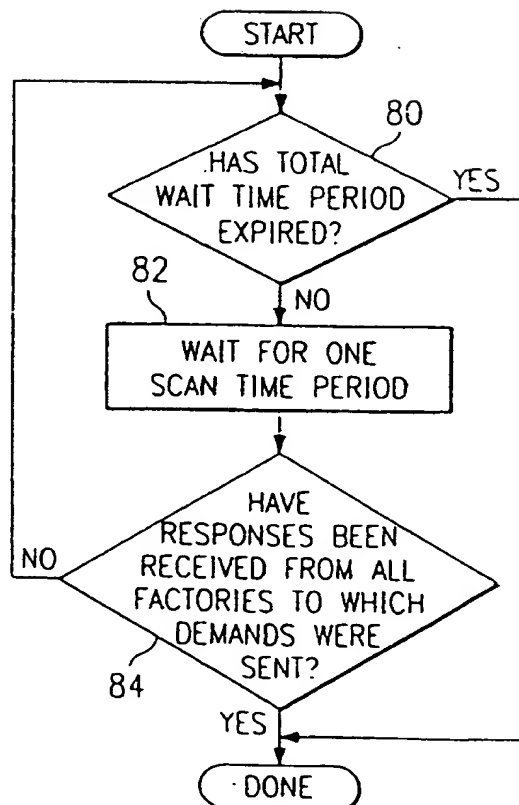 START
80
HAS TOTAL
WAIT TIME PERIOD
EXPIRED?
YES
82
NO
WAIT FOR ONE
SCAN TIME PERIOD
HAVE
RESPONSES BEEN
RECEIVED FROM ALL
FACTORIES TO WHICH
DEMANDS WERE
SENT?
NO
84
YES
DONE